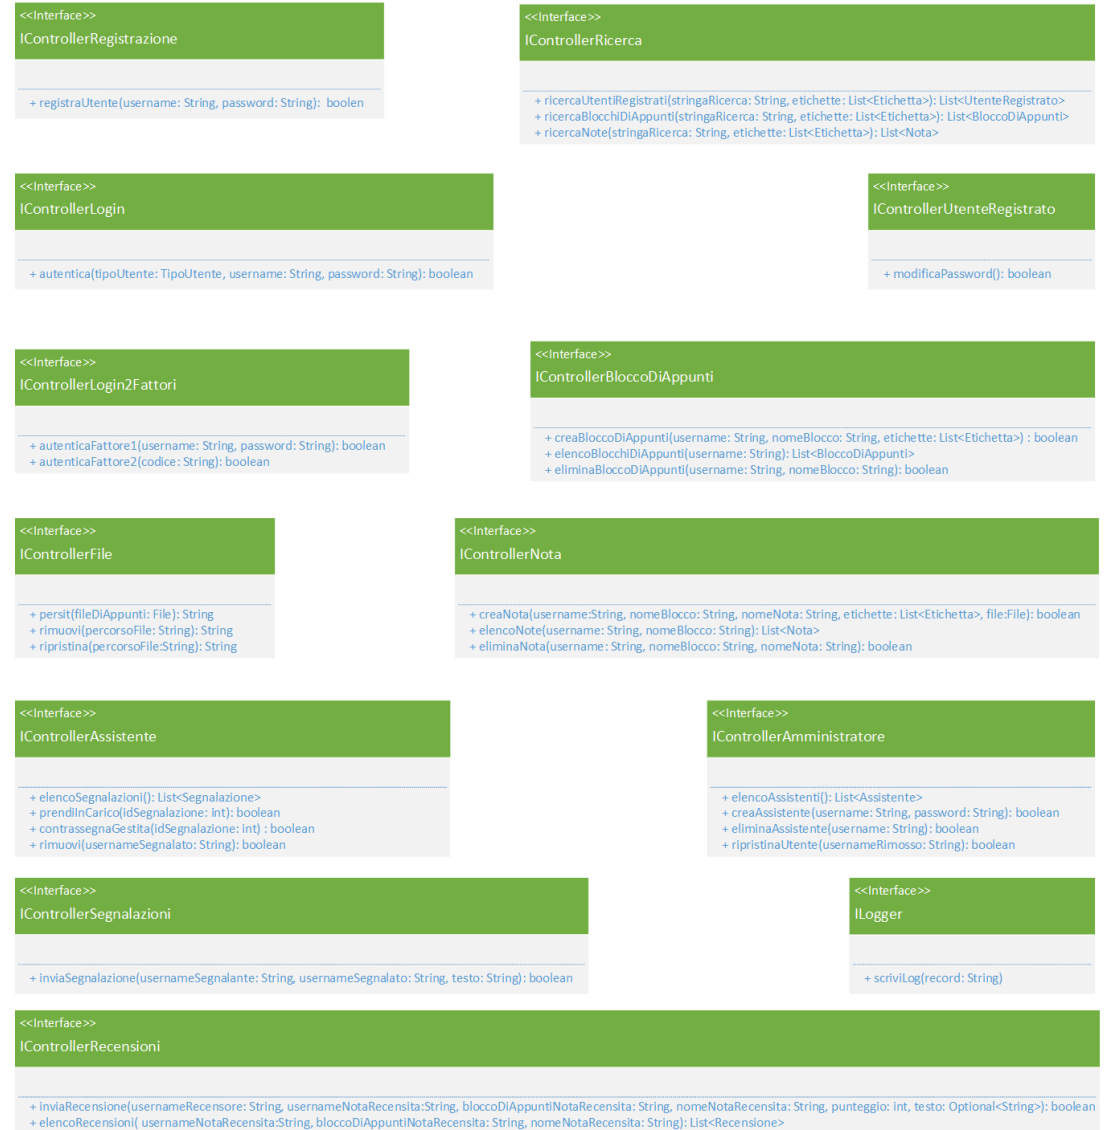 <<Interface>>
IControllerRegistrazione
+ registraUtente(username: String, password: String): boolen
<<Interface>>
IControllerRicerca
+ ricercaUtentiRegistrati(stringaRicerca: String, etichette: List<Etichetta>): List<UtenteRegistrato>
+ ricercaBlocchiDiAppunti(stringaRicerca: String, etichette: List<Etichetta>): List<BloccoDiAppunti>
+ ricercaNote(stringaRicerca: String, etichette: List<Etichetta>): List<Nota>
<<Interface>>
IControllerLogin
+ autentica(tipoUtente: TipoUtente, username: String, password: String): boolean
<<Interface>>
IControllerUtenteRegistrato
+ modificaPassword(): boolean
<<Interface>>
IControllerLogin2Fattori
+ autenticaFattore1(username: String, password: String): boolean
+ autenticaFattore2(codice: String): boolean
<<Interface>>
IControllerBloccoDiAppunti
+ creaBloccoDiAppunti(username: String, nomeBlocco: String, etichette: List<Etichetta>) : boolean
+ elencoBlocchiDiAppunti(username: String): List<BloccoDiAppunti>
+ eliminaBloccoDiAppunti(username: String, nomeBlocco: String): boolean
<<Interface>>
IControllerFile
+ persit(fileDiAppunti: File): String
+ rimuovi(percorsoFile: String): String
+ ripristina(percorsoFile:String): String
<<Interface>>
IControllerNota
+ creaNota(username:String, nomeBlocco: String, nomeNota: String, etichette: List<Etichetta>, file:File): boolean
+ elencoNote(username: String, nomeBlocco: String): List<Nota>
+ eliminaNota(username: String, nomeBlocco: String, nomeNota: String): boolean
<<Interface>>
IControllerAssistente
+ elencoSegnalazioni(): List<Segnalazione>
+ prendiInCarico(idSegnalazione: int): boolean
+ contrassegnaGestita(idSegnalazione: int) : boolean
+ rimuovi(usernameSegnalato: String): boolean
<<Interface>>
IControllerAmministratore
+ elencoAssistenti(): List<Assistente>
+ creaAssistente(username: String, password: String): boolean
+ eliminaAssistente(username: String): boolean
+ ripristinaUtente(usernameRimosso: String): boolean
<<Interface>>
IControllerSegnalazioni
+ inviaSegnalazione(usernameSegnalante: String, usernameSegnalato: String, testo: String): boolean
<<Interface>>
ILogger
+ scriviLog(record: String)
<<Interface>>
IControllerRecensioni
+ inviaRecensione(usernameRecensore: String, usernameNotaRecensita:String, bloccoDiAppuntiNotaRecensita: String, nomeNotaRecensita: String, punteggio: int, testo: Optional<String>): boolean
+ elencoRecensioni( usernameNotaRecensita:String, bloccoDiAppuntiNotaRecensita: String, nomeNotaRecensita: String): List<Recensione>